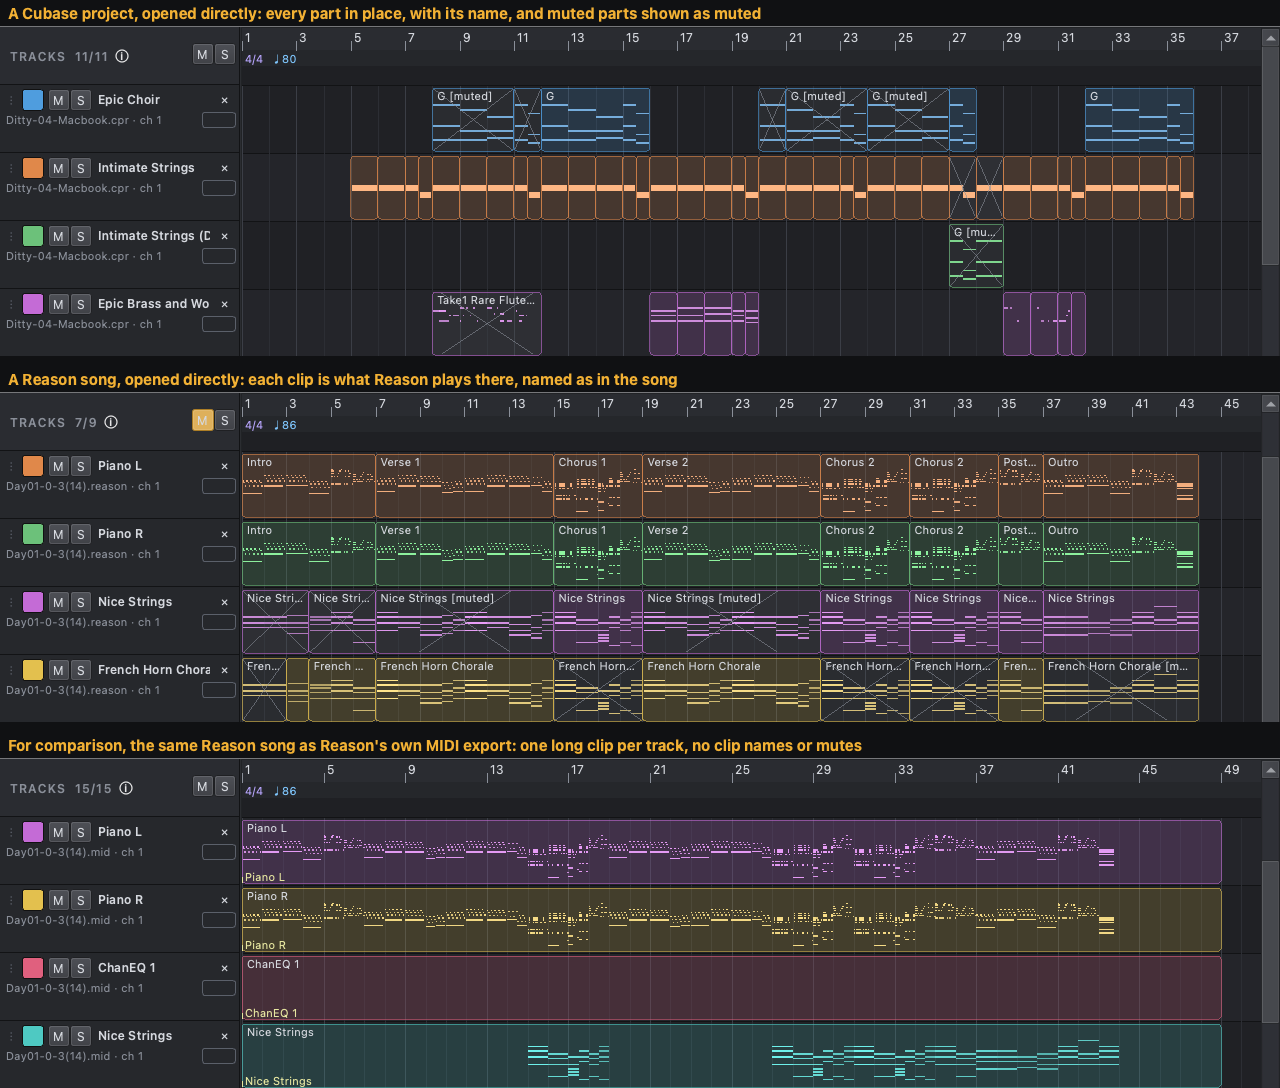 A Cubase project, opened directly: every part in place, with its name, and muted parts shown as muted
1 3 5 7 9 11 13 15 17 19 21 23 25 27 29 31 33 35 37
TRACKS 11/11 ⓘ M S
4/4 ♩80
M S Epic Choir ×
Ditty-04-Macbook.cpr · ch 1
G [muted] G G [muted] G [muted] G
M S Intimate Strings ×
Ditty-04-Macbook.cpr · ch 1
M S Intimate Strings (D ×
Ditty-04-Macbook.cpr · ch 1
G [mu...
M S Epic Brass and Wo ×
Ditty-04-Macbook.cpr · ch 1
Take1 Rare Flute...
A Reason song, opened directly: each clip is what Reason plays there, named as in the song
1 3 5 7 9 11 13 15 17 19 21 23 25 27 29 31 33 35 37 39 41 43 45
TRACKS 7/9 ⓘ M S
4/4 ♩86
M S Piano L ×
Day01-0-3(14).reason · ch 1
Intro Verse 1 Chorus 1 Verse 2 Chorus 2 Chorus 2 Post... Outro
M S Piano R ×
Day01-0-3(14).reason · ch 1
Intro Verse 1 Chorus 1 Verse 2 Chorus 2 Chorus 2 Post... Outro
M S Nice Strings ×
Day01-0-3(14).reason · ch 1
Nice Stri... Nice Stri... Nice Strings [muted] Nice Strings Nice Strings [muted] Nice Strings Nice Strings Nice... Nice Strings
M S French Horn Chora ×
Day01-0-3(14).reason · ch 1
Fren... French ... French Horn Chorale French Horn... French Horn Chorale French Horn... French Horn... Fren... French Horn Chorale [m...
For comparison, the same Reason song as Reason's own MIDI export: one long clip per track, no clip names or mutes
1 5 9 13 17 21 25 29 33 37 41 45 49
TRACKS 15/15 ⓘ M S
4/4 ♩86
M S Piano L ×
Day01-0-3(14).mid · ch 1
Piano L
Piano L
M S Piano R ×
Day01-0-3(14).mid · ch 1
Piano R
Piano R
M S ChanEQ 1 ×
Day01-0-3(14).mid · ch 1
ChanEQ 1
ChanEQ 1
M S Nice Strings ×
Day01-0-3(14).mid · ch 1
Nice Strings
Nice Strings